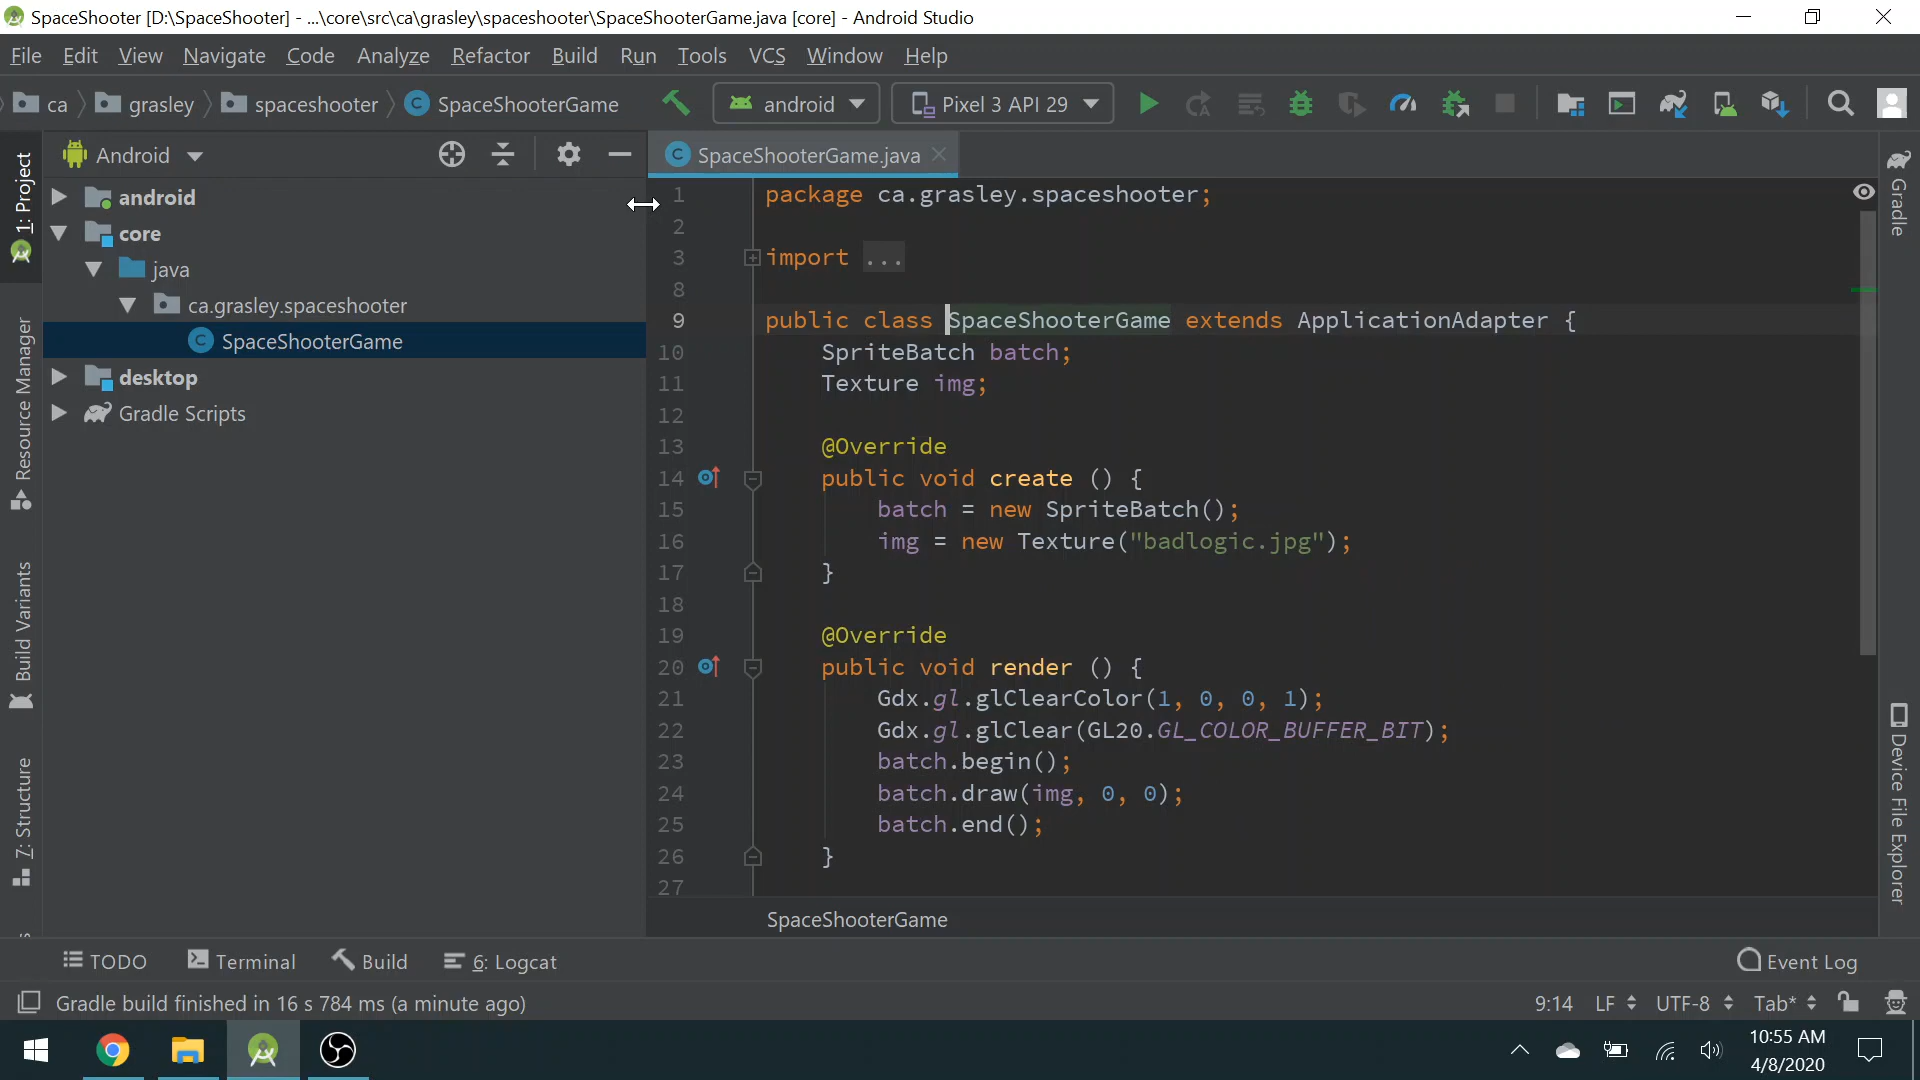 SpaceShooter [D:\SpaceShooter] - ...\core\src\ca\grasley\spaceshooter\SpaceShooterGame.java [core] - Android Studio
File Edit View Navigate Code Analyze Refactor Build Run Tools VCS Window Help
ca grasley spaceshooter SpaceShooterGame android Pixel 3 API 29
Android
SpaceShooterGame.java
1: Project
Resource Manager
Build Variants
7: Structure
android
core
java
ca.grasley.spaceshooter
SpaceShooterGame
desktop
Gradle Scripts
1 package ca.grasley.spaceshooter;
2
3 import ...
8
9 public class SpaceShooterGame extends ApplicationAdapter {
10 SpriteBatch batch;
11 Texture img;
12
13 @Override
14 public void create () {
15 batch = new SpriteBatch();
16 img = new Texture("badlogic.jpg");
17 }
18
19 @Override
20 public void render () {
21 Gdx.gl.glClearColor(1, 0, 0, 1);
22 Gdx.gl.glClear(GL20.GL_COLOR_BUFFER_BIT);
23 batch.begin();
24 batch.draw(img, 0, 0);
25 batch.end();
26 }
27
SpaceShooterGame
Gradle
Device File Explorer
TODO Terminal Build 6: Logcat Event Log
Gradle build finished in 16 s 784 ms (a minute ago) 9:14 LF UTF-8 Tab*
10:55 AM
4/8/2020